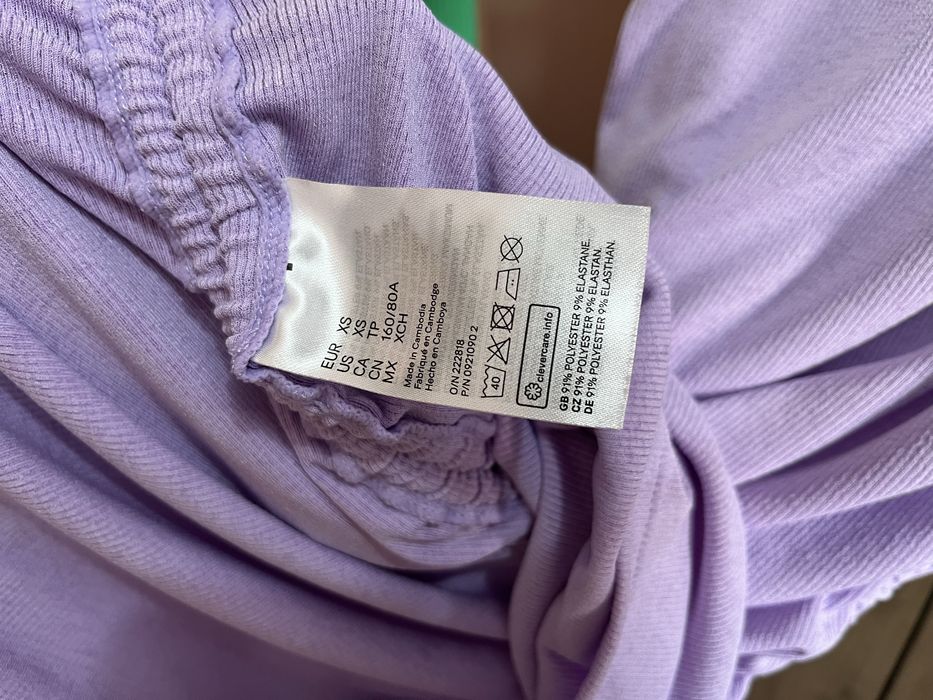 EUR XS
US XS
CA TP
CN 160/80A
MX XCH
Made in Cambodia
Fabriqué en Cambodge
Hecho en Camboya
O/N 222818
P/N 0921090 2
40
clevercare.info
GB 91% POLYESTER 9% ELASTANE.
CZ 91% POLYESTER 9% ELASTAN.
DE 91% POLYESTER 9% ELASTHAN.